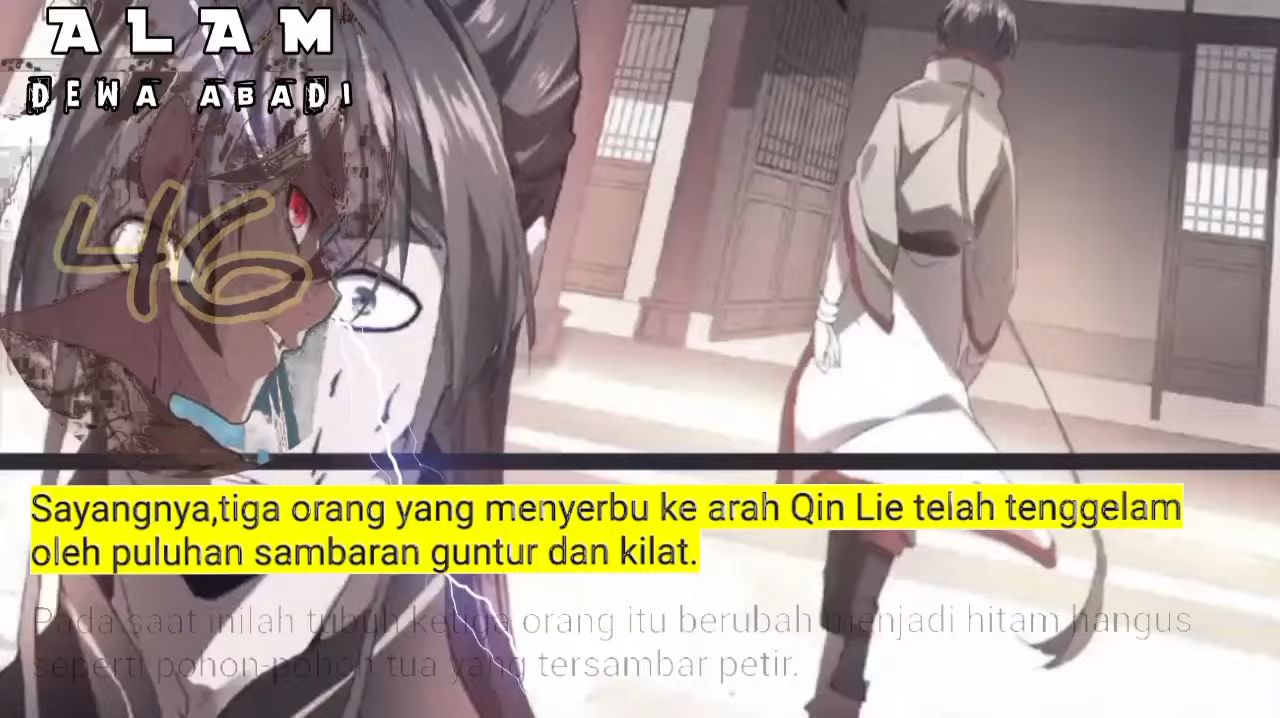 ALAM
DEWA ABADI
46
Sayangnya,tiga orang yang menyerbu ke arah Qin Lie telah tenggelam
oleh puluhan sambaran guntur dan kilat.
Pada saat inilah tubuh ketiga orang itu berubah menjadi hitam hangus
seperti pohon-pohon tua yang tersambar petir.